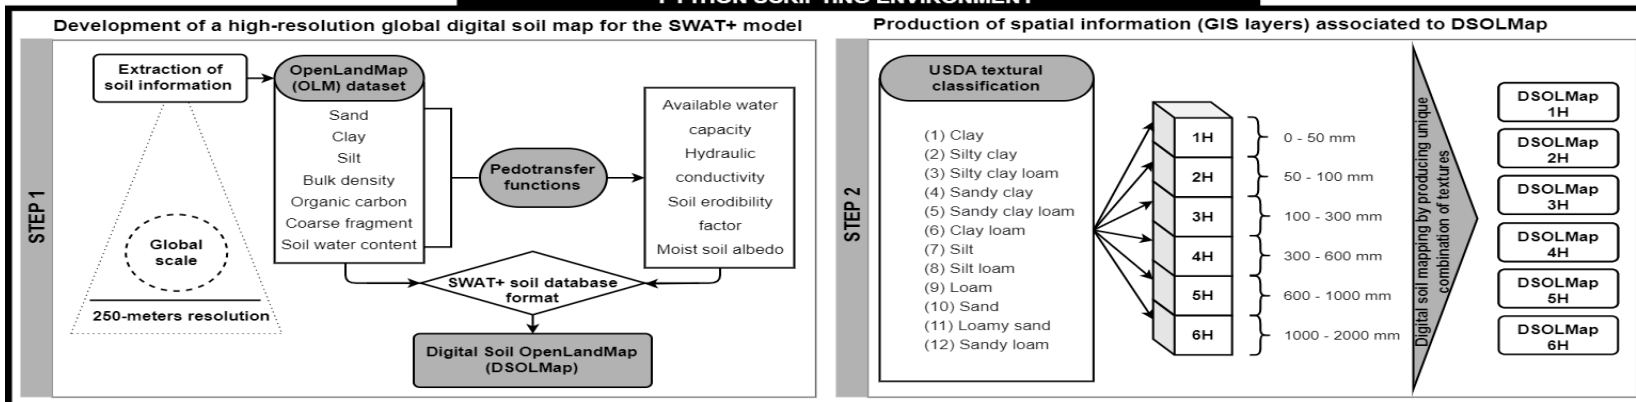 PYTHON SCRIPTING ENVIRONMENT
Development of a high-resolution global digital soil map for the SWAT+ model
STEP 1
Extraction of
soil information
Global
scale
250-meters resolution
OpenLandMap
(OLM) dataset
Sand
Clay
Silt
Bulk density
Organic carbon
Coarse fragment
Soil water content
Pedotransfer
functions
Available water
capacity
Hydraulic
conductivity
Soil erodibility
factor
Moist soil albedo
SWAT+ soil database
format
Digital Soil OpenLandMap
(DSOLMap)
Production of spatial information (GIS layers) associated to DSOLMap
STEP 2
USDA textural
classification
(1) Clay
(2) Silty clay
(3) Silty clay loam
(4) Sandy clay
(5) Sandy clay loam
(6) Clay loam
(7) Silt
(8) Silt loam
(9) Loam
(10) Sand
(11) Loamy sand
(12) Sandy loam
1H
0 - 50 mm
2H
50 - 100 mm
3H
100 - 300 mm
4H
300 - 600 mm
5H
600 - 1000 mm
6H
1000 - 2000 mm
Digital soil mapping by producing unique
combination of textures
DSOLMap
1H
DSOLMap
2H
DSOLMap
3H
DSOLMap
4H
DSOLMap
5H
DSOLMap
6H